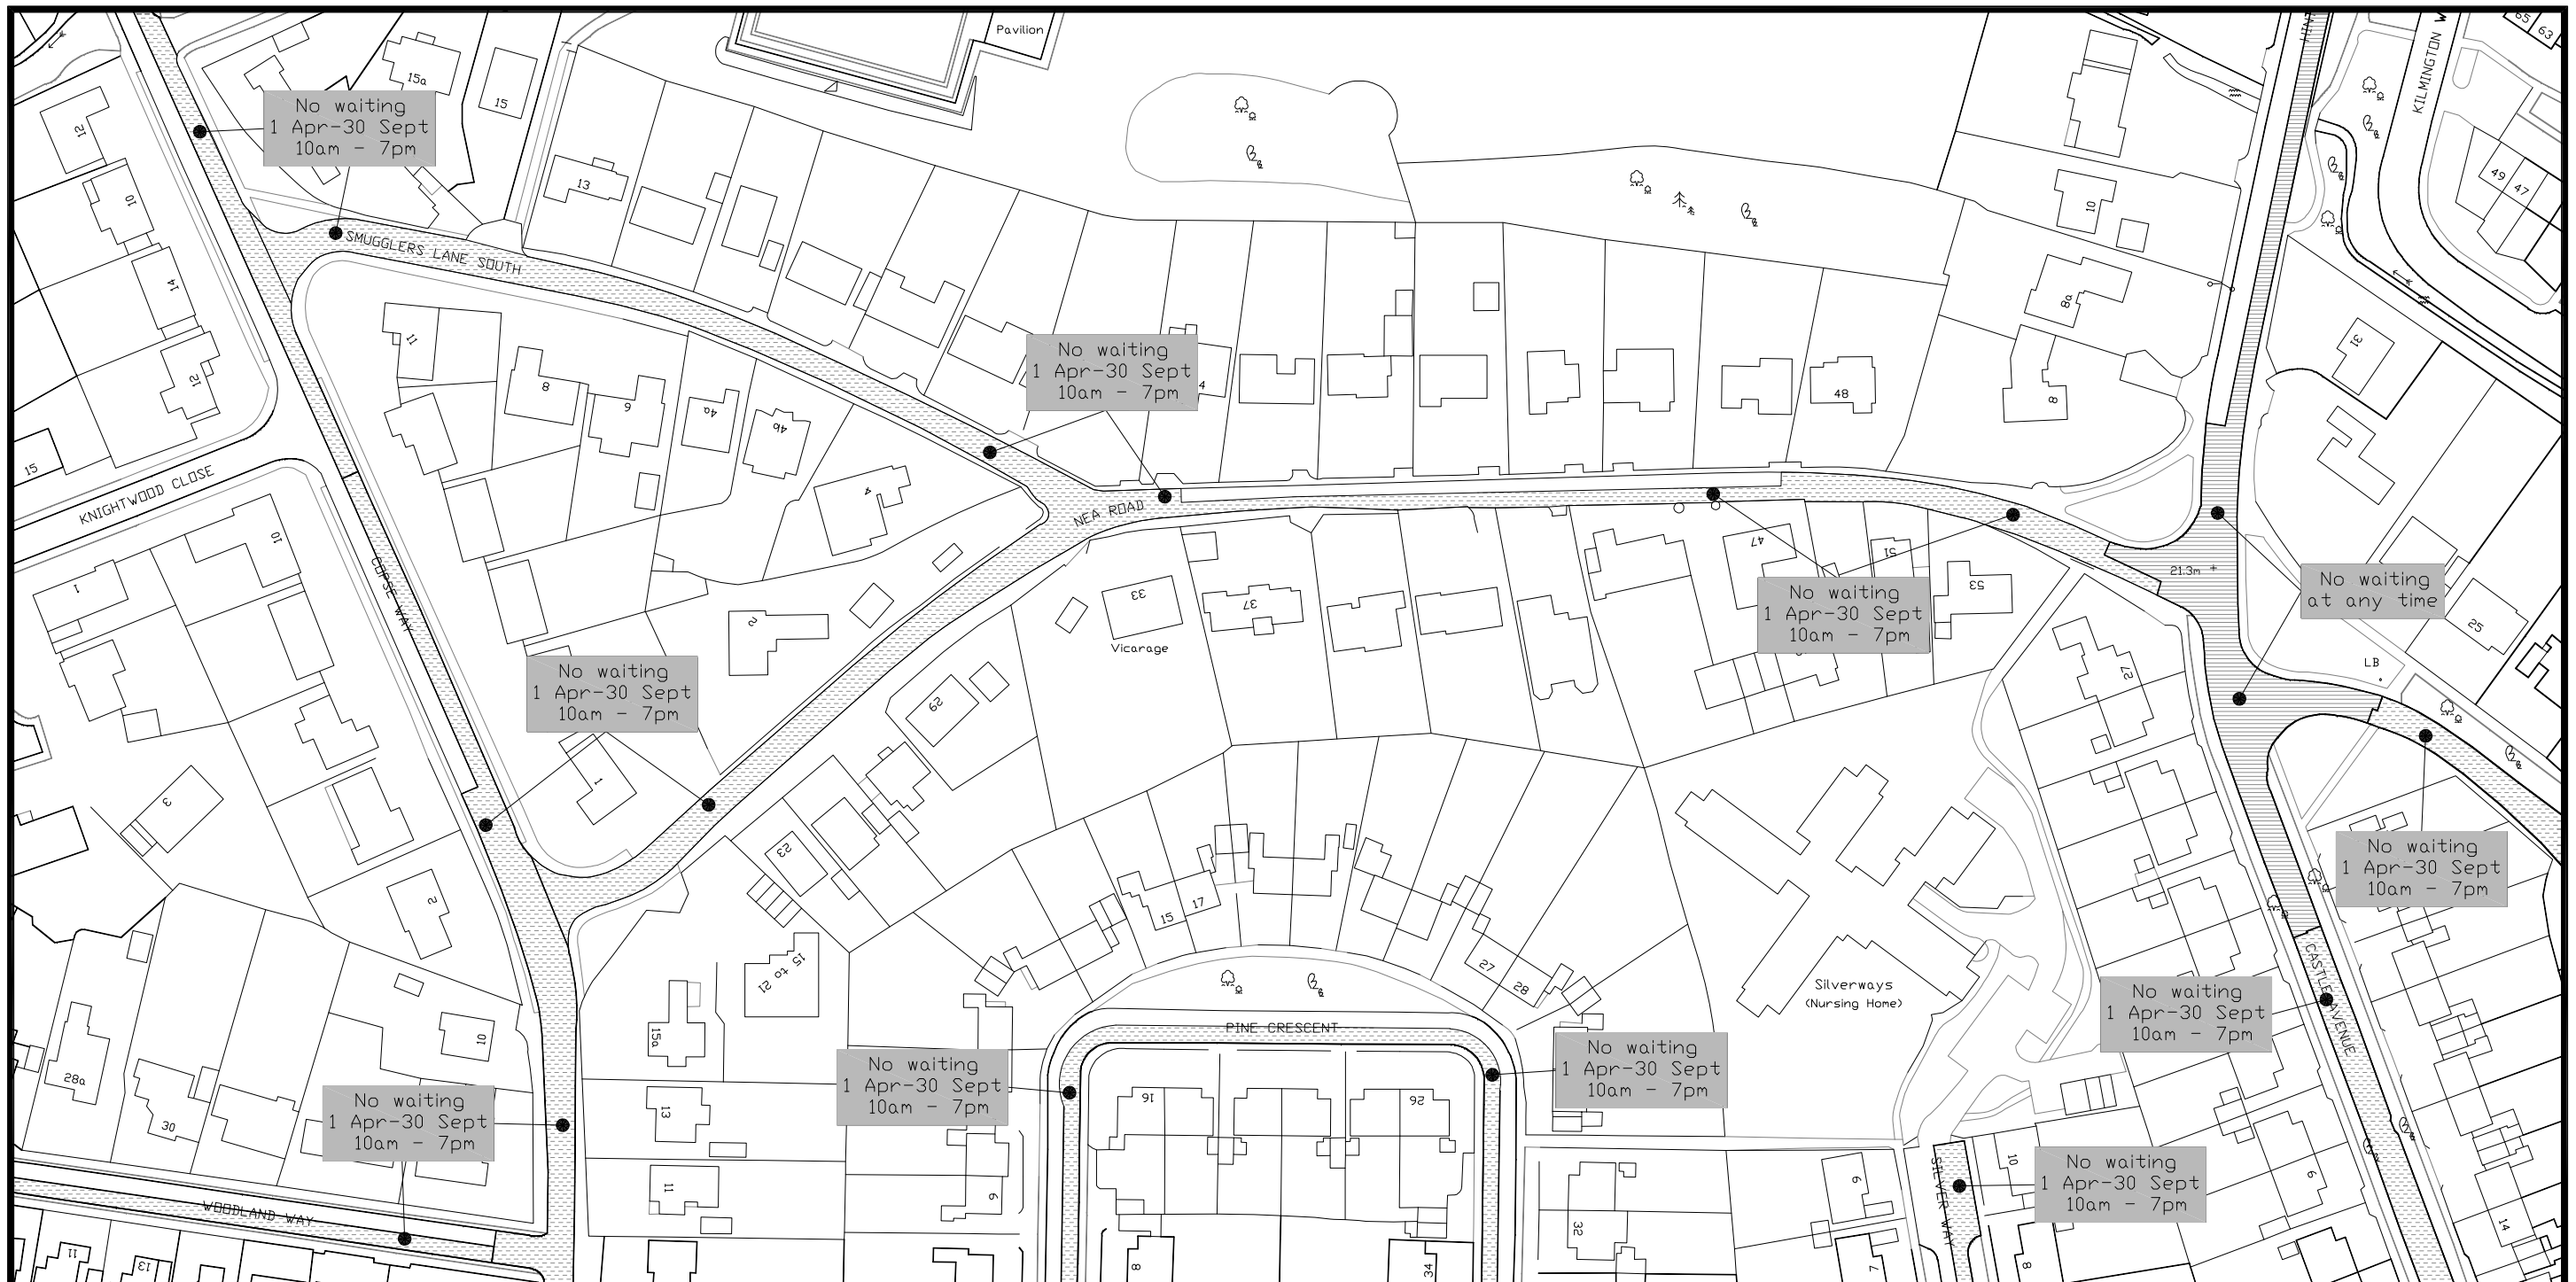 Pavilion
65
63
KILMINGTON W
15a
15
No waiting
1 Apr-30 Sept
10am - 7pm
12
10
14
12
13
49
47
10
8a
31
SMUGGLERS LANE SOUTH
11
8
6
4a
4b
4
No waiting
1 Apr-30 Sept
10am - 7pm
4
48
8
15
KNIGHTWOOD CLOSE
10
1
COPSE WAY
NEA ROAD
47
51
53
No waiting
1 Apr-30 Sept
10am - 7pm
21.3m +
No waiting
at any time
25
LB
27
2
33
Vicarage
37
29
No waiting
1 Apr-30 Sept
10am - 7pm
1
3
2
23
15
17
27
28
15 to 21
15a
PINE CRESCENT
Silverways
(Nursing Home)
No waiting
1 Apr-30 Sept
10am - 7pm
No waiting
1 Apr-30 Sept
10am - 7pm
CASTLE AVENUE
10
28a
30
No waiting
1 Apr-30 Sept
10am - 7pm
13
11
No waiting
1 Apr-30 Sept
10am - 7pm
16
26
No waiting
1 Apr-30 Sept
10am - 7pm
9
6
10
SILVER WAY
No waiting
1 Apr-30 Sept
10am - 7pm
9
14
WOODLAND WAY
11
13
8
34
32
7
8